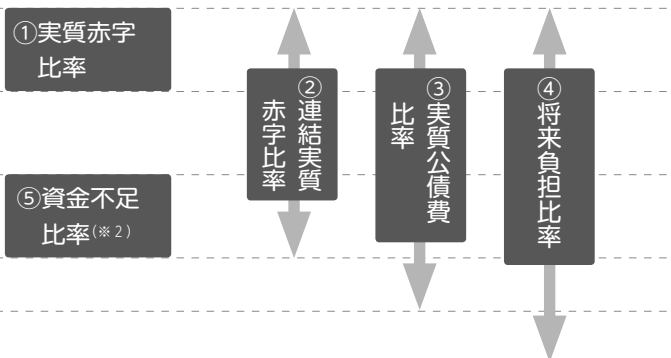 ①実質赤字
比率
②連結実質
赤字比率
③実質公債費
比率
④将来負担比率
⑤資金不足
比率(※2)